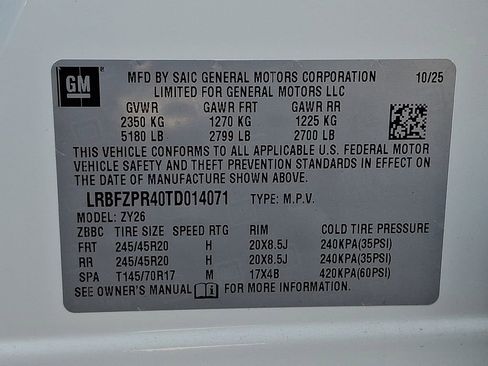 GM
MFD BY SAIC GENERAL MOTORS CORPORATION 10/25
LIMITED FOR GENERAL MOTORS LLC
GVWR GAWR FRT GAWR RR
2350 KG 1270 KG 1225 KG
5180 LB 2799 LB 2700 LB
THIS VEHICLE CONFORMS TO ALL APPLICABLE U.S. FEDERAL MOTOR
VEHICLE SAFETY AND THEFT PREVENTION STANDARDS IN EFFECT ON
THE DATE OF MANUFACTURE SHOWN ABOVE.
LRBFZPR40TD014071 TYPE: M.P.V.
MODEL: ZY26
ZBBC TIRE SIZE SPEED RTG RIM COLD TIRE PRESSURE
FRT 245/45R20 H 20X8.5J 240KPA(35PSI)
RR 245/45R20 H 20X8.5J 240KPA(35PSI)
SPA T145/70R17 M 17X4B 420KPA(60PSI)
SEE OWNER'S MANUAL FOR MORE INFORMATION.